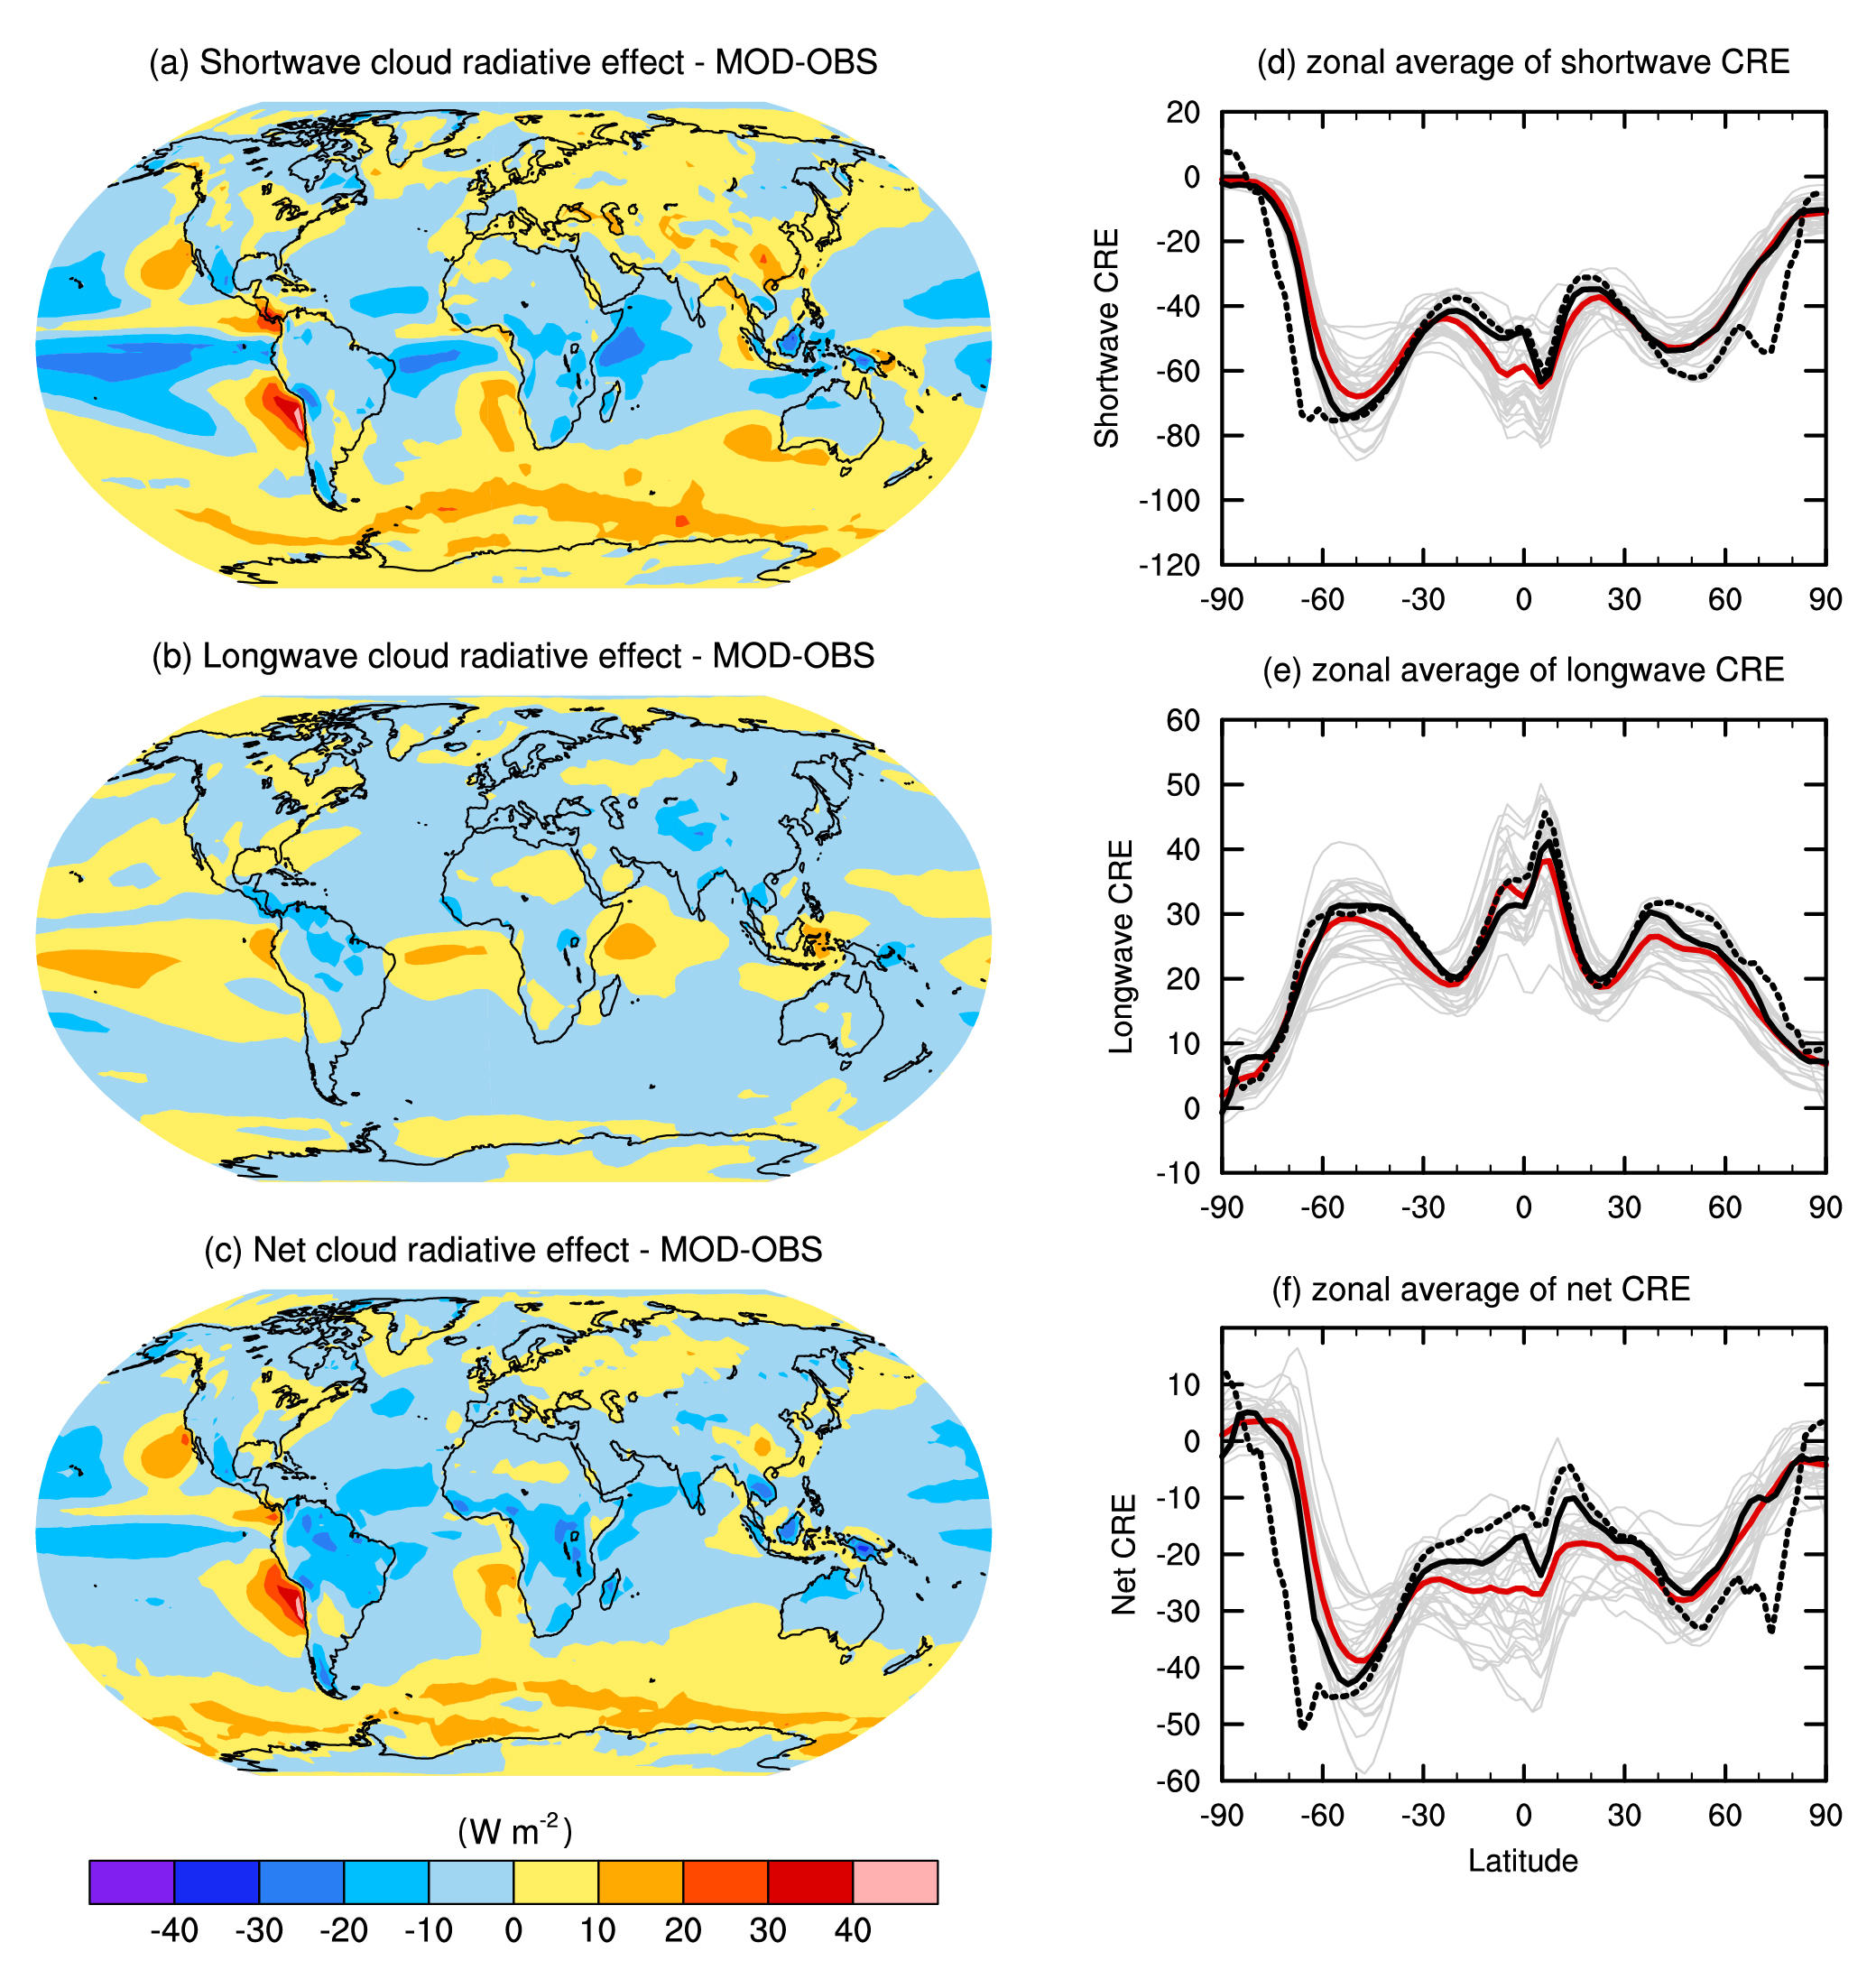 (a) Shortwave cloud radiative effect - MOD-OBS
(b) Longwave cloud radiative effect - MOD-OBS
(c) Net cloud radiative effect - MOD-OBS
(W m-2)
-40 -30 -20 -10 0 10 20 30 40
(d) zonal average of shortwave CRE
Shortwave CRE
20
0
-20
-40
-60
-80
-100
-120
-90 -60 -30 0 30 60 90
(e) zonal average of longwave CRE
Longwave CRE
60
50
40
30
20
10
0
-10
-90 -60 -30 0 30 60 90
(f) zonal average of net CRE
Net CRE
10
0
-10
-20
-30
-40
-50
-60
-90 -60 -30 0 30 60 90
Latitude